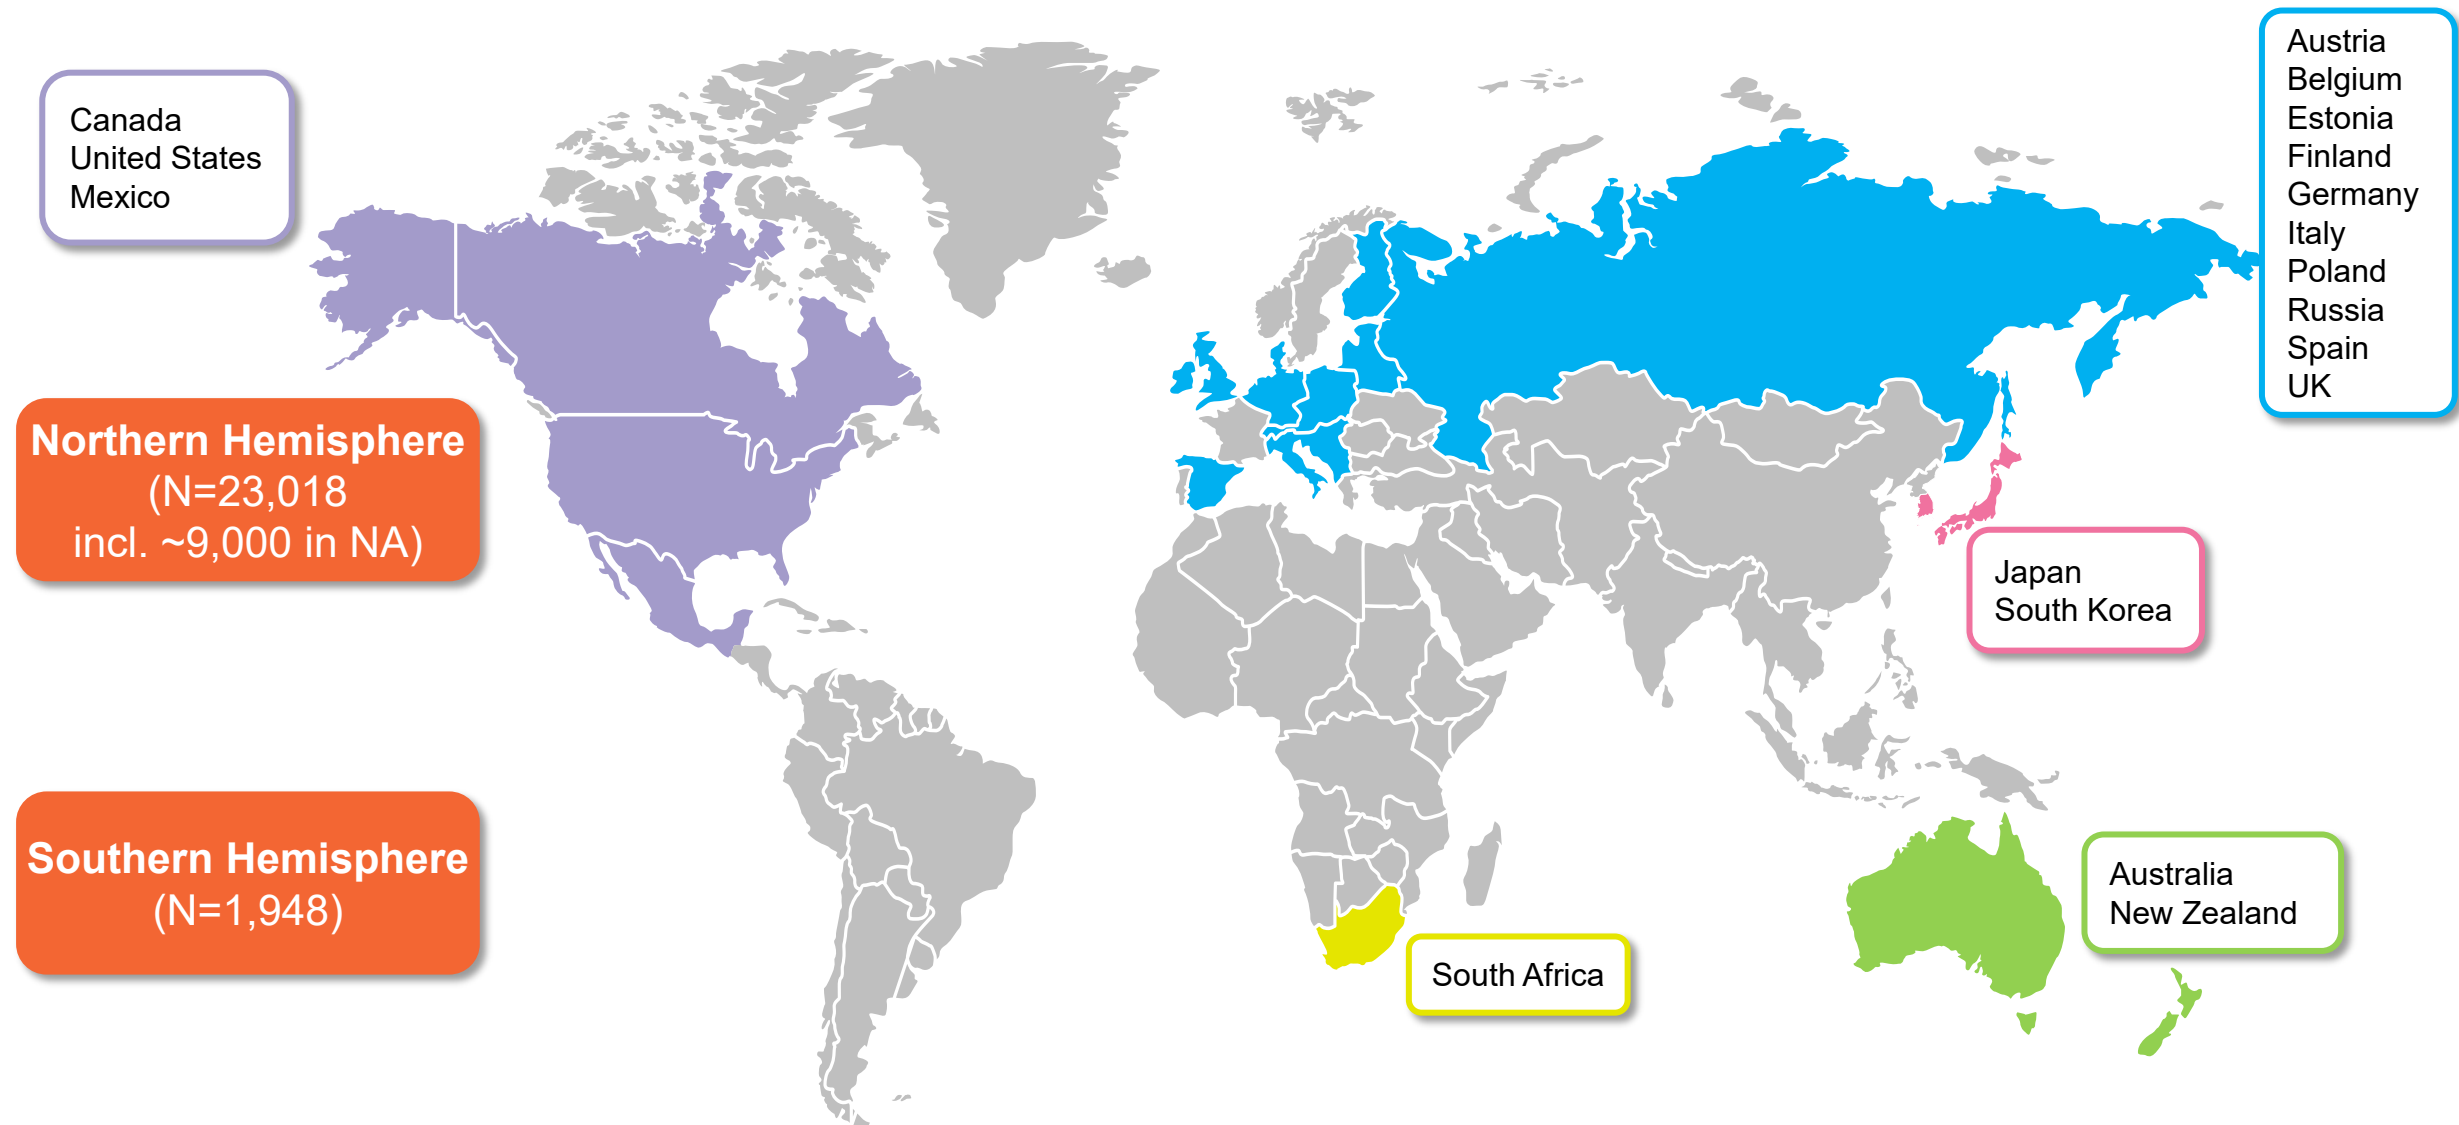 Canada
United States
Mexico
Northern Hemisphere
(N=23,018
incl. ~9,000 in NA)
Southern Hemisphere
(N=1,948)
Austria
Belgium
Estonia
Finland
Germany
Italy
Poland
Russia
Spain
UK
Japan
South Korea
South Africa
Australia
New Zealand